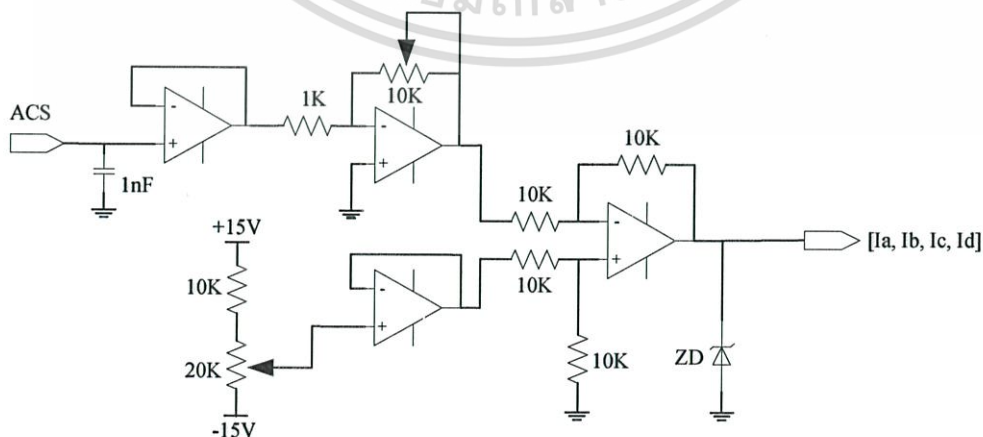 ACS
1nF
1K
10K
10K
10K
10K
10K
+15V
10K
20K
-15V
ZD
[Ia, Ib, Ic, Id]